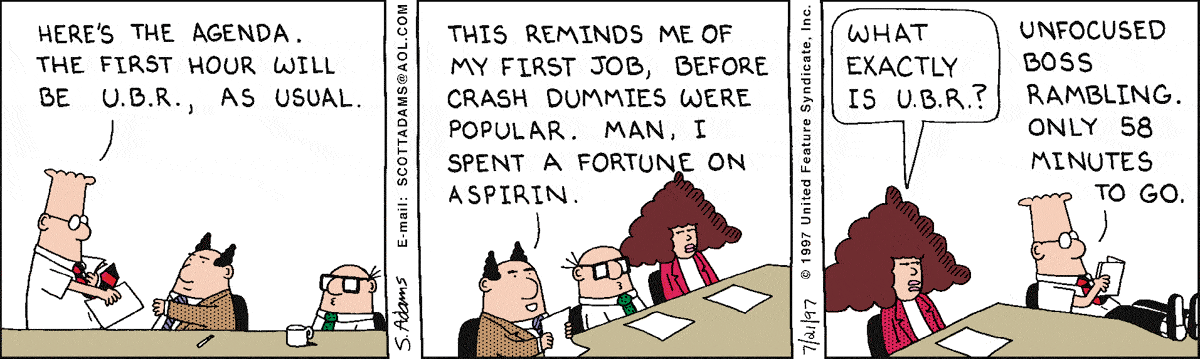 HERE'S THE AGENDA.
THE FIRST HOUR WILL
BE U.B.R., AS USUAL.
S. Adams
E-mail: SCOTTADAMS@AOL.COM
THIS REMINDS ME OF
MY FIRST JOB, BEFORE
CRASH DUMMIES WERE
POPULAR. MAN, I
SPENT A FORTUNE ON
ASPIRIN.
7/21/97
© 1997 United Feature Syndicate, Inc.
WHAT
EXACTLY
IS U.B.R.?
UNFOCUSED
BOSS
RAMBLING.
ONLY 58
MINUTES
TO GO.